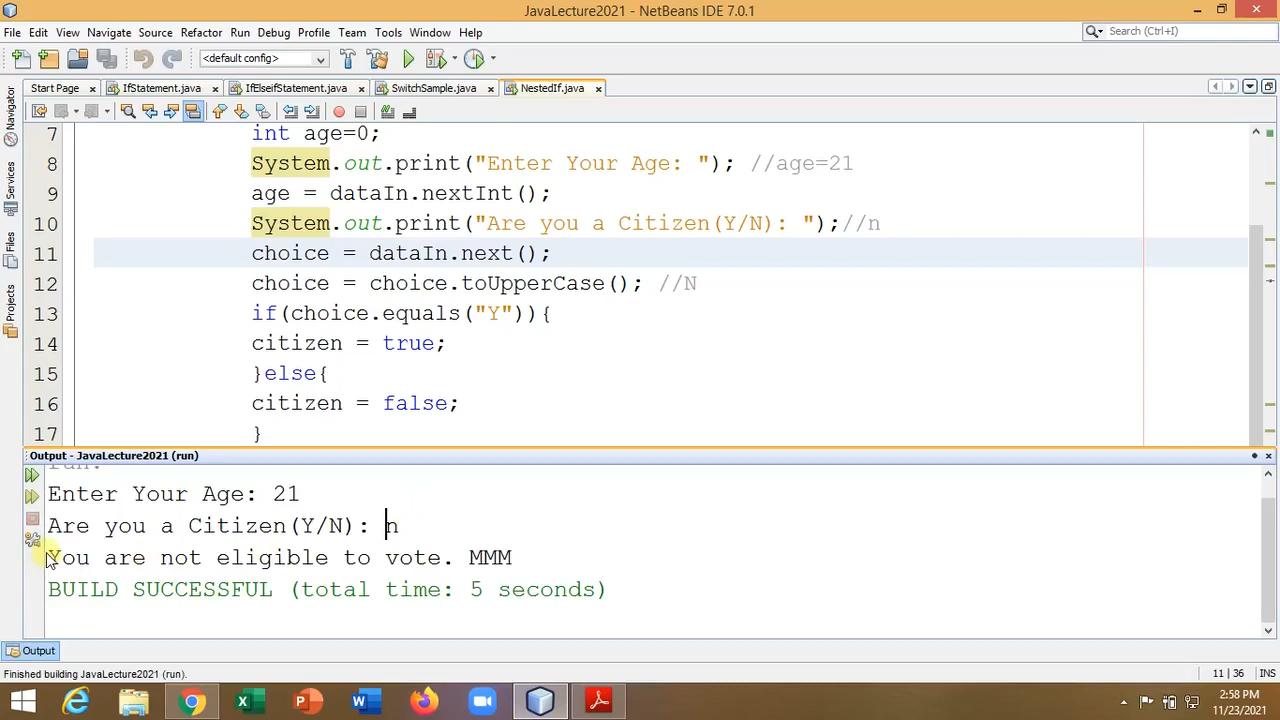 JavaLecture2021 - NetBeans IDE 7.0.1
File Edit View Navigate Source Refactor Run Debug Profile Team Tools Window Help
Search (Ctrl+I)
<default config>
Start Page IfStatement.java IfElseifStatement.java SwitchSample.java NestedIf.java
Navigator
Services
Files
Projects
7 int age=0;
8 System.out.print("Enter Your Age: "); //age=21
9 age = dataIn.nextInt();
10 System.out.print("Are you a Citizen(Y/N): ");//n
11 choice = dataIn.next();
12 choice = choice.toUpperCase(); //N
13 if(choice.equals("Y")){
14 citizen = true;
15 }else{
16 citizen = false;
17 }
Output - JavaLecture2021 (run)
run:
Enter Your Age: 21
Are you a Citizen(Y/N): n
You are not eligible to vote. MMM
BUILD SUCCESSFUL (total time: 5 seconds)
Output
Finished building JavaLecture2021 (run).
11 | 36 INS
2:58 PM
11/23/2021